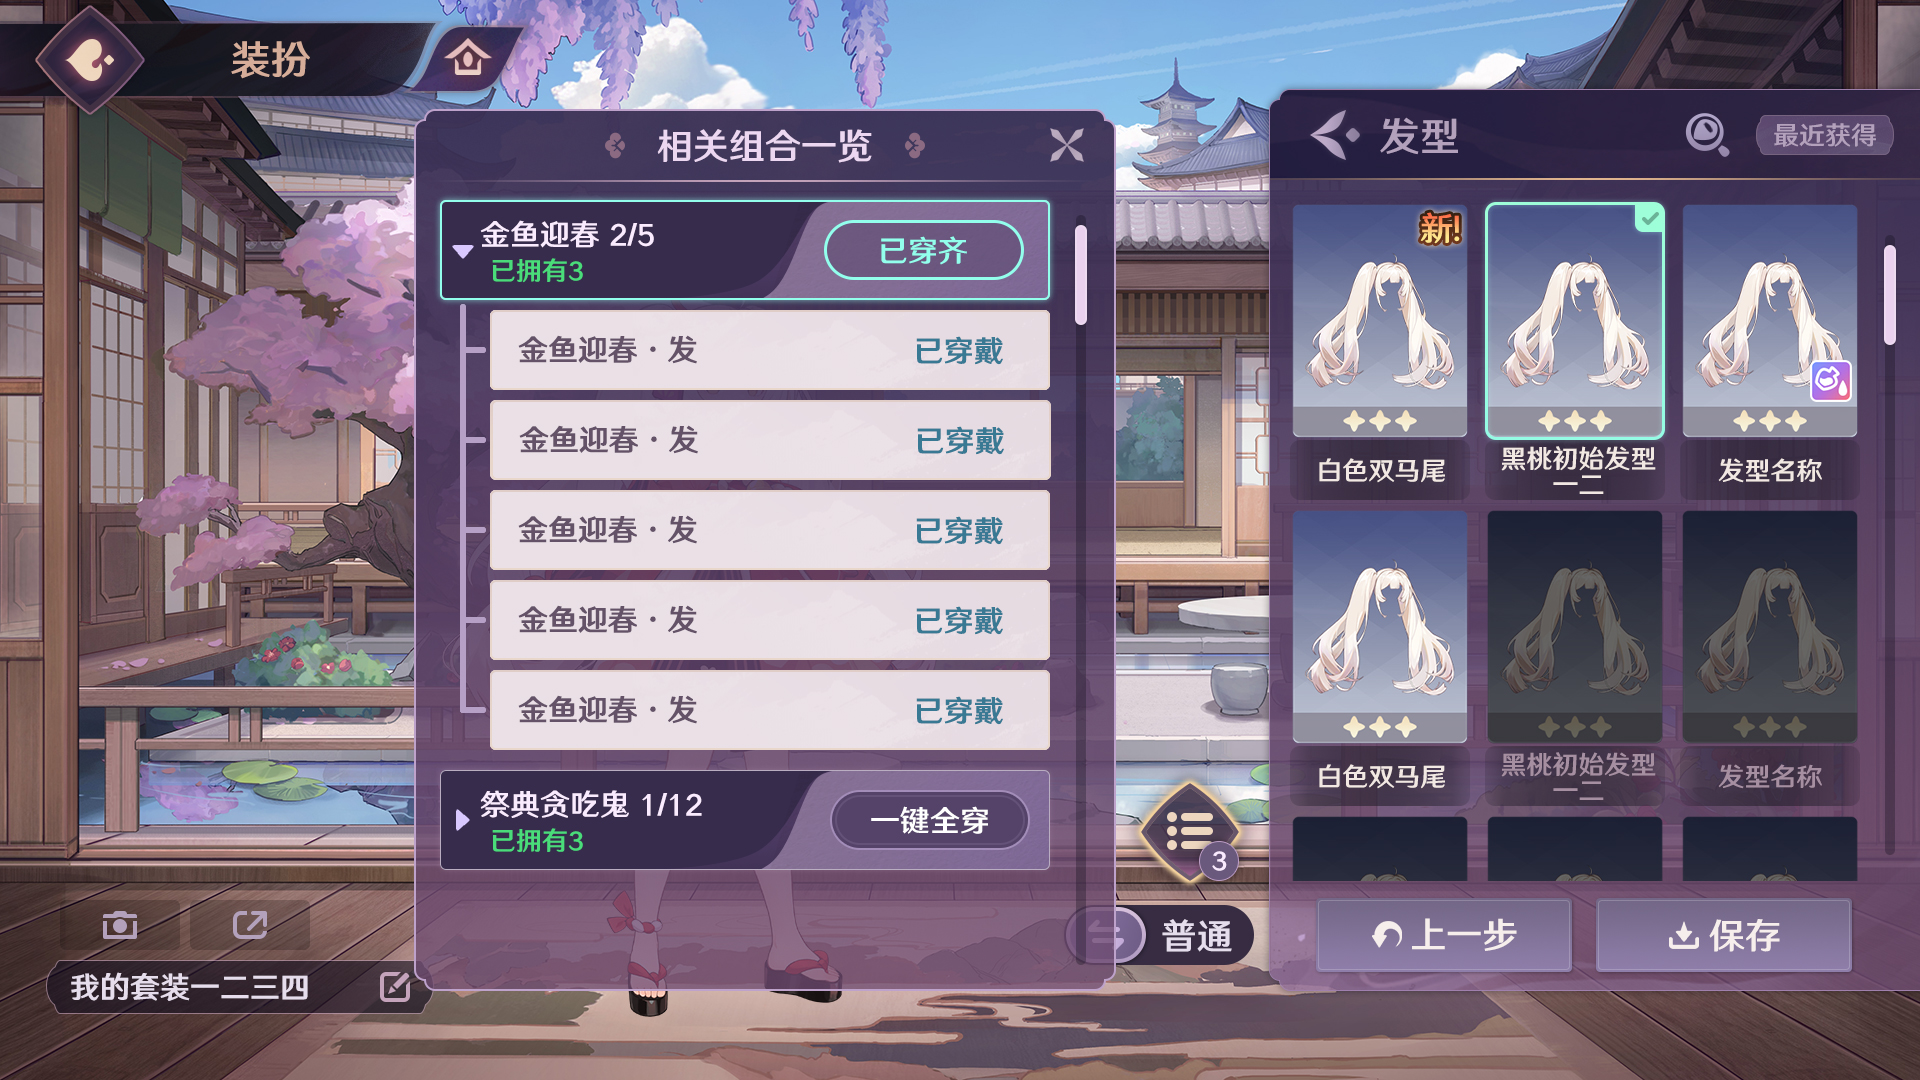 装扮
相关组合一览
金鱼迎春 2/5
已拥有3
已穿齐
金鱼迎春·发
已穿戴
金鱼迎春·发
已穿戴
金鱼迎春·发
已穿戴
金鱼迎春·发
已穿戴
金鱼迎春·发
已穿戴
祭典贪吃鬼 1/12
已拥有3
一键全穿
3
普通
我的套装一二三四
发型
最近获得
新!
白色双马尾
黑桃初始发型
一二
发型名称
白色双马尾
黑桃初始发型
一二
发型名称
上一步
保存